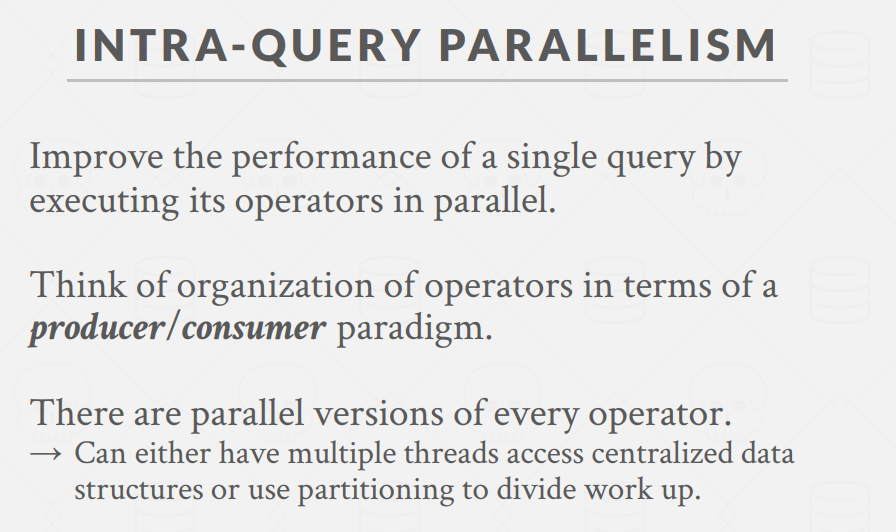 INTRA-QUERY PARALLELISM
Improve the performance of a single query by
executing its operators in parallel.
Think of organization of operators in terms of a
producer/consumer paradigm.
There are parallel versions of every operator.
→ Can either have multiple threads access centralized data
structures or use partitioning to divide work up.